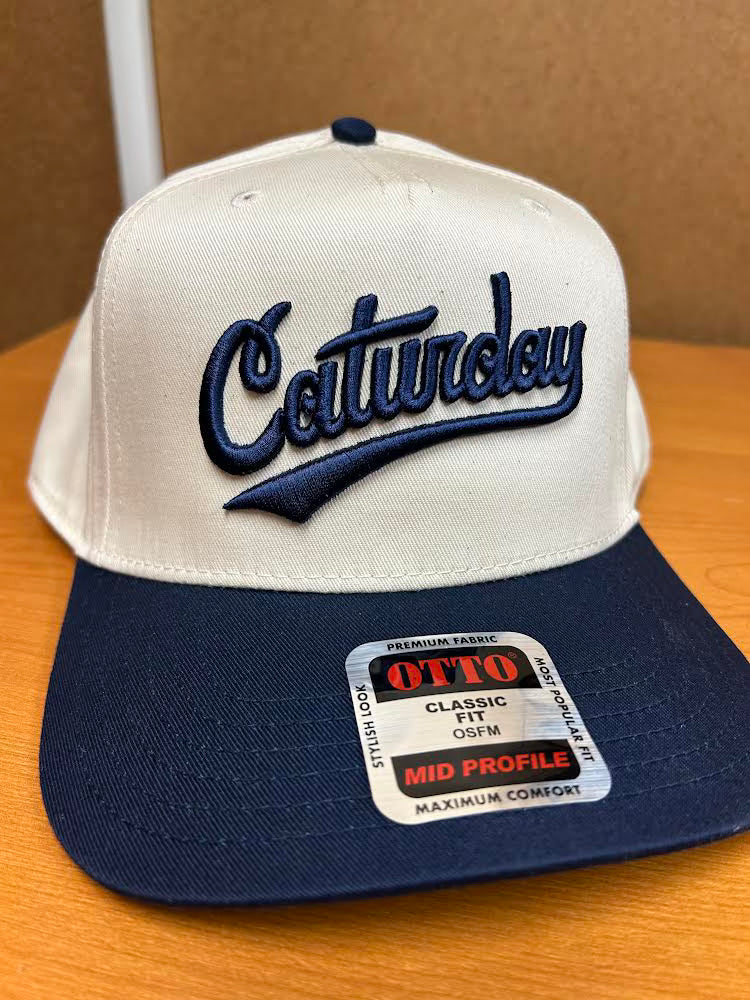 Caturday
PREMIUM FABRIC
OTTO®
CLASSIC
FIT
OSFM
MID PROFILE
MAXIMUM COMFORT
STYLISH LOOK
MOST POPULAR FIT